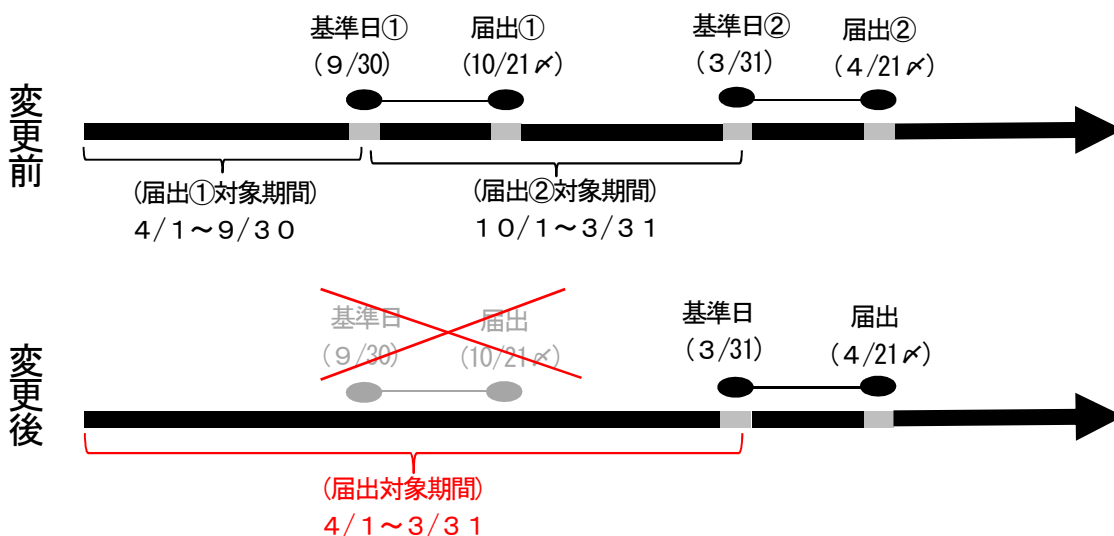 変更前
基準日①
(9/30)
届出①
(10/21〆)
基準日②
(3/31)
届出②
(4/21〆)
(届出①対象期間)
4/1~9/30
(届出②対象期間)
10/1~3/31
変更後
基準日
(9/30)
届出
(10/21〆)
基準日
(3/31)
届出
(4/21〆)
(届出対象期間)
4/1~3/31